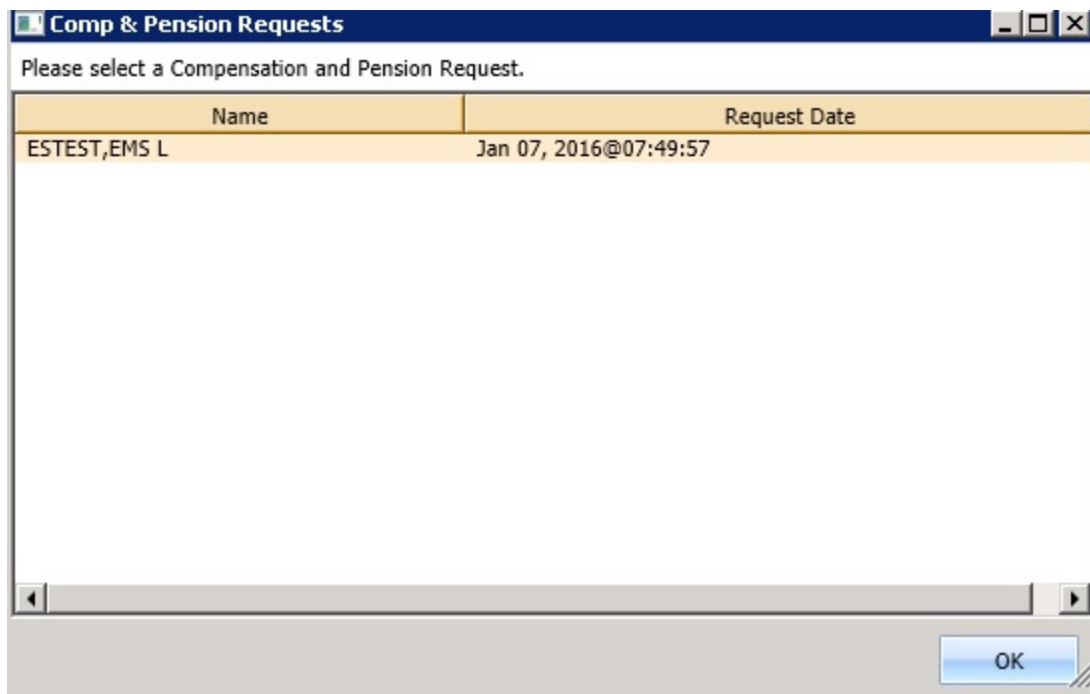 Comp & Pension Requests
Please select a Compensation and Pension Request.
Name Request Date
ESTEST,EMS L Jan 07, 2016@07:49:57
OK